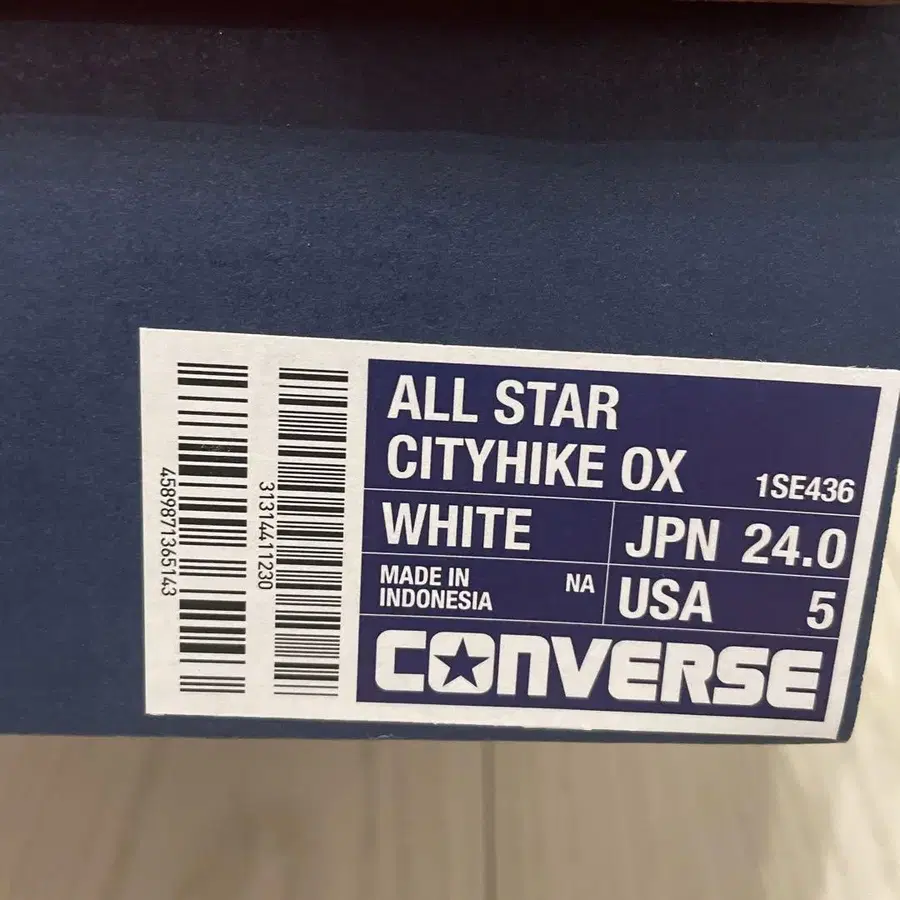 4589871365143
31314411230
ALL STAR
CITYHIKE OX 1SE436
WHITE JPN 24.0
MADE IN INDONESIA NA USA 5
CONVERSE